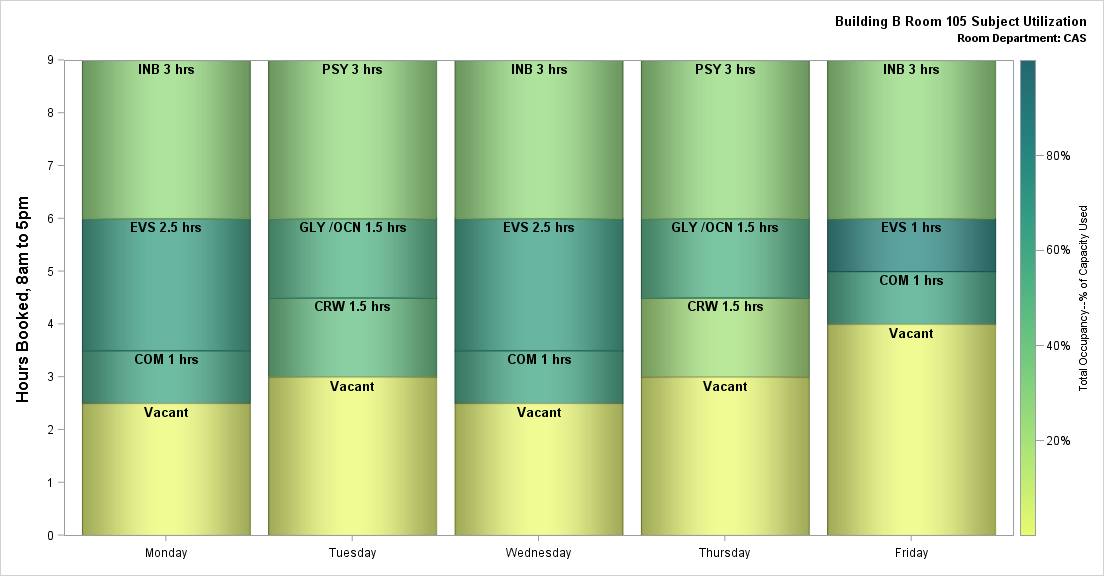 Building B Room 105 Subject Utilization
Room Department: CAS
Hours Booked, 8am to 5pm
9
8
7
6
5
4
3
2
1
0
INB 3 hrs
EVS 2.5 hrs
COM 1 hrs
Vacant
PSY 3 hrs
GLY /OCN 1.5 hrs
CRW 1.5 hrs
Vacant
INB 3 hrs
EVS 2.5 hrs
COM 1 hrs
Vacant
PSY 3 hrs
GLY /OCN 1.5 hrs
CRW 1.5 hrs
Vacant
INB 3 hrs
EVS 1 hrs
COM 1 hrs
Vacant
Monday
Tuesday
Wednesday
Thursday
Friday
80%
60%
40%
20%
Total Occupancy--% of Capacity Used